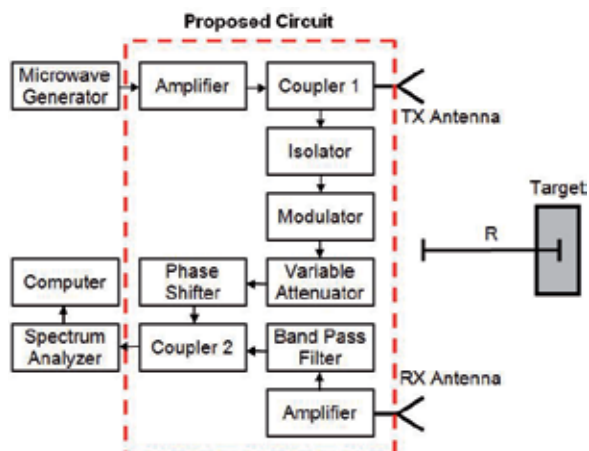 Proposed Circuit
Microwave
Generator
Amplifier
Coupler 1
TX Antenna
Isolator
Modulator
Target
R
Computer
Phase
Shifter
Variable
Attenuator
Spectrum
Analyzer
Coupler 2
Band Pass
Filter
RX Antenna
Amplifier